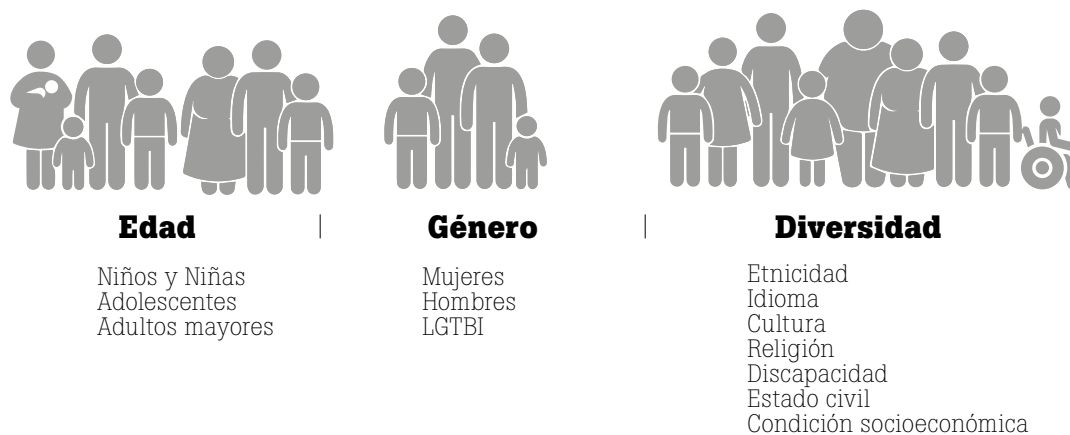 Edad
Niños y Niñas
Adolescentes
Adultos mayores
Género
Mujeres
Hombres
LGTBI
Diversidad
Etnicidad
Idioma
Cultura
Religión
Discapacidad
Estado civil
Condición socioeconómica